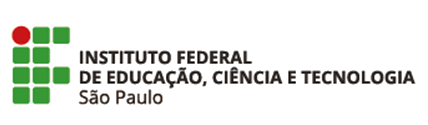 INSTITUTO FEDERAL
DE EDUCAÇÃO, CIÊNCIA E TECNOLOGIA
São Paulo